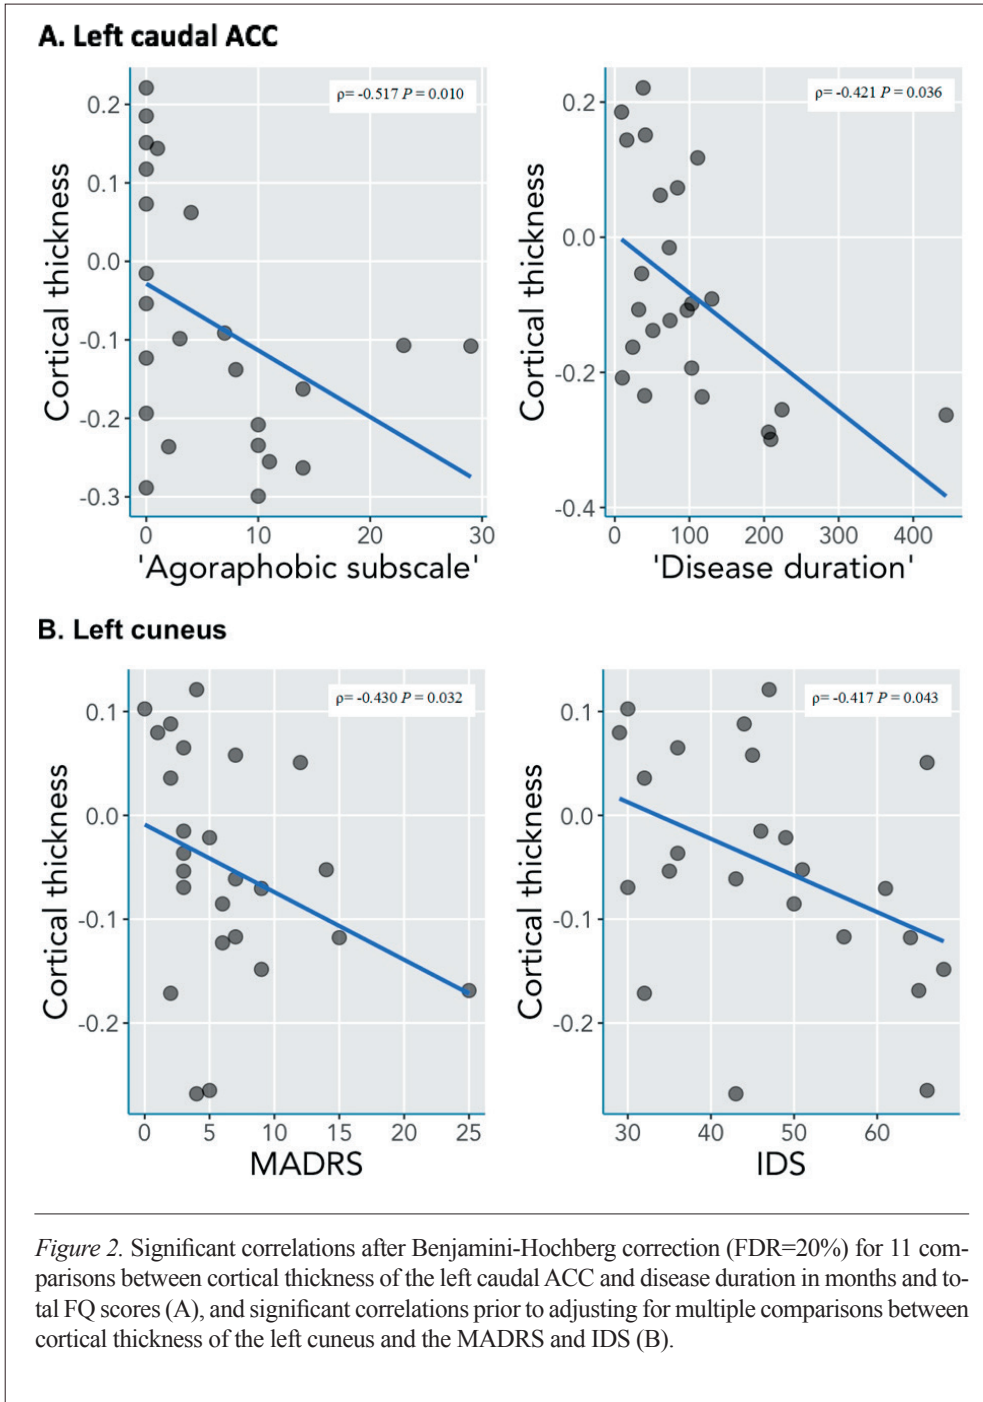 A. Left caudal ACC
ρ= -0.517 P = 0.010
Cortical thickness
0.2
0.1
0.0
-0.1
-0.2
-0.3
0
10
20
30
'Agoraphobic subscale'
ρ= -0.421 P = 0.036
Cortical thickness
0.2
0.0
-0.2
-0.4
0
100
200
300
400
'Disease duration'
B. Left cuneus
ρ= -0.430 P = 0.032
Cortical thickness
0.1
0.0
-0.1
-0.2
0
5
10
15
20
25
MADRS
ρ= -0.417 P = 0.043
Cortical thickness
0.1
0.0
-0.1
-0.2
30
40
50
60
IDS
Figure 2. Significant correlations after Benjamini-Hochberg correction (FDR=20%) for 11 com-
parisons between cortical thickness of the left caudal ACC and disease duration in months and to-
tal FQ scores (A), and significant correlations prior to adjusting for multiple comparisons between
cortical thickness of the left cuneus and the MADRS and IDS (B).